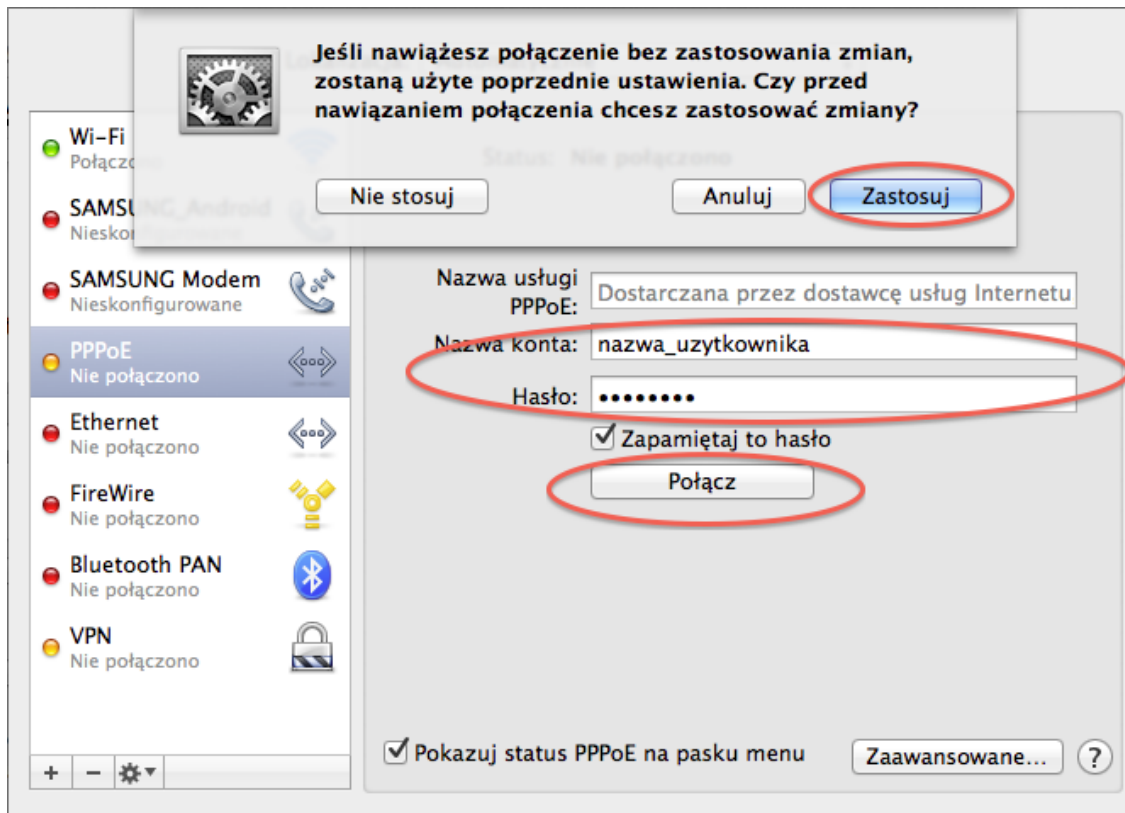 Jeśli nawiążesz połączenie bez zastosowania zmian,
zostaną użyte poprzednie ustawienia. Czy przed
nawiązaniem połączenia chcesz zastosować zmiany?
Nie stosuj
Anuluj
Zastosuj
Status: Nie połączono
Wi-Fi
Połączono
SAMSUNG_Android
Nieskonfigurowane
SAMSUNG Modem
Nieskonfigurowane
PPPoE
Nie połączono
Ethernet
Nie połączono
FireWire
Nie połączono
Bluetooth PAN
Nie połączono
VPN
Nie połączono
+ −
Nazwa usługi
PPPoE:
Dostarczana przez dostawcę usług Internetu
Nazwa konta: nazwa_uzytkownika
Hasło: ••••••••
Zapamiętaj to hasło
Połącz
Pokazuj status PPPoE na pasku menu
Zaawansowane...
?